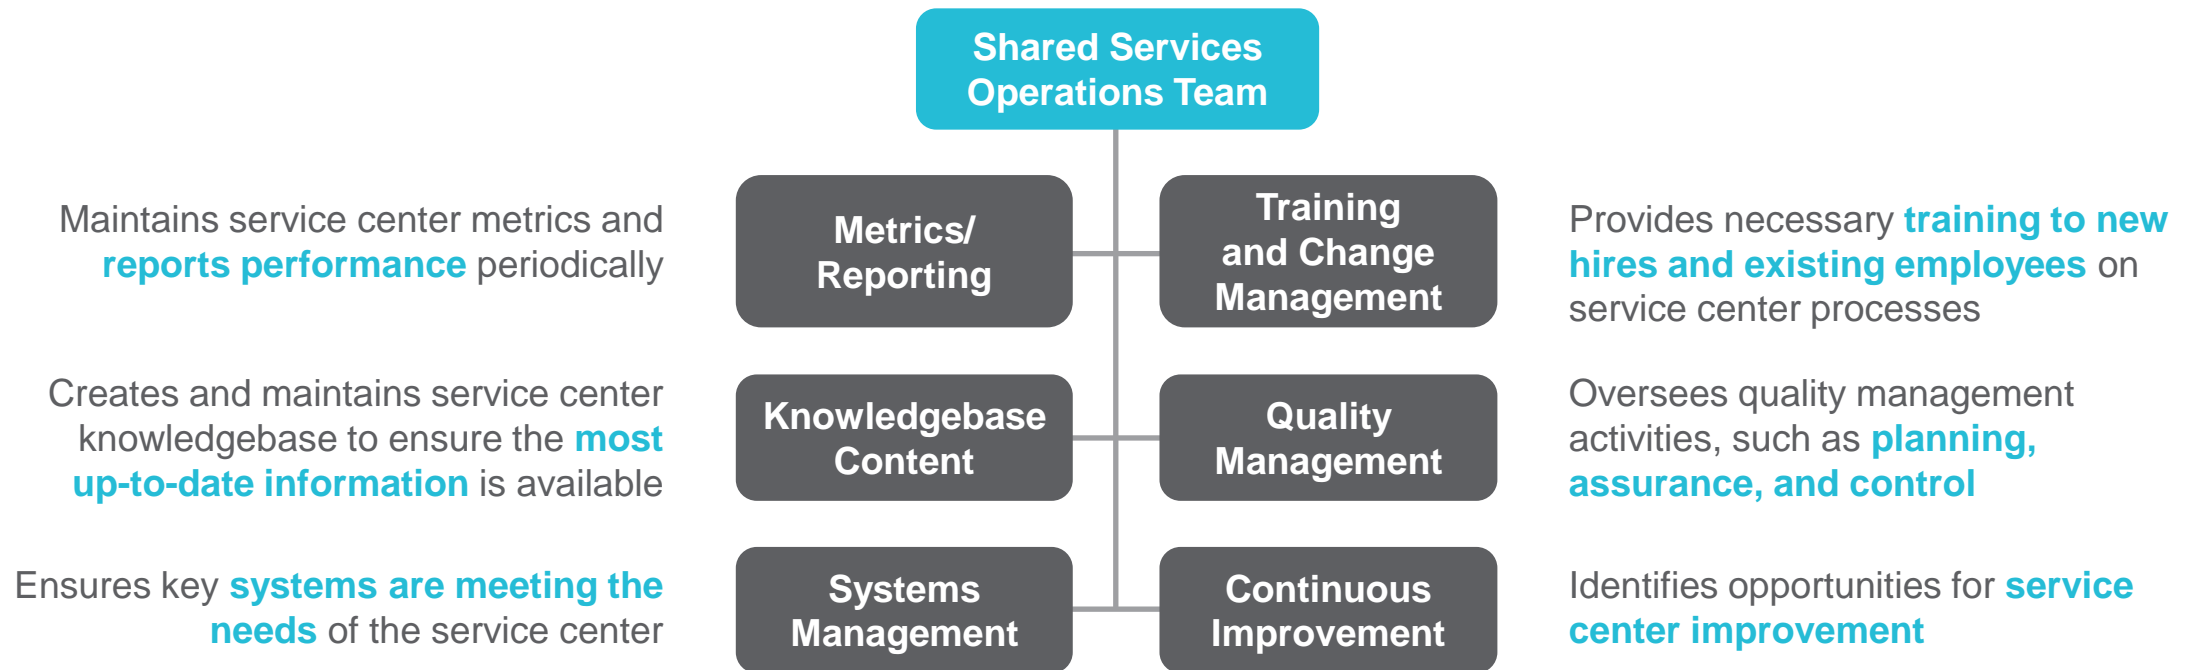 Shared Services
Operations Team
Maintains service center metrics and
reports performance periodically
Metrics/
Reporting
Training
and Change
Management
Provides necessary training to new
hires and existing employees on
service center processes
Creates and maintains service center
knowledgebase to ensure the most
up-to-date information is available
Knowledgebase
Content
Quality
Management
Oversees quality management
activities, such as planning,
assurance, and control
Ensures key systems are meeting the
needs of the service center
Systems
Management
Continuous
Improvement
Identifies opportunities for service
center improvement